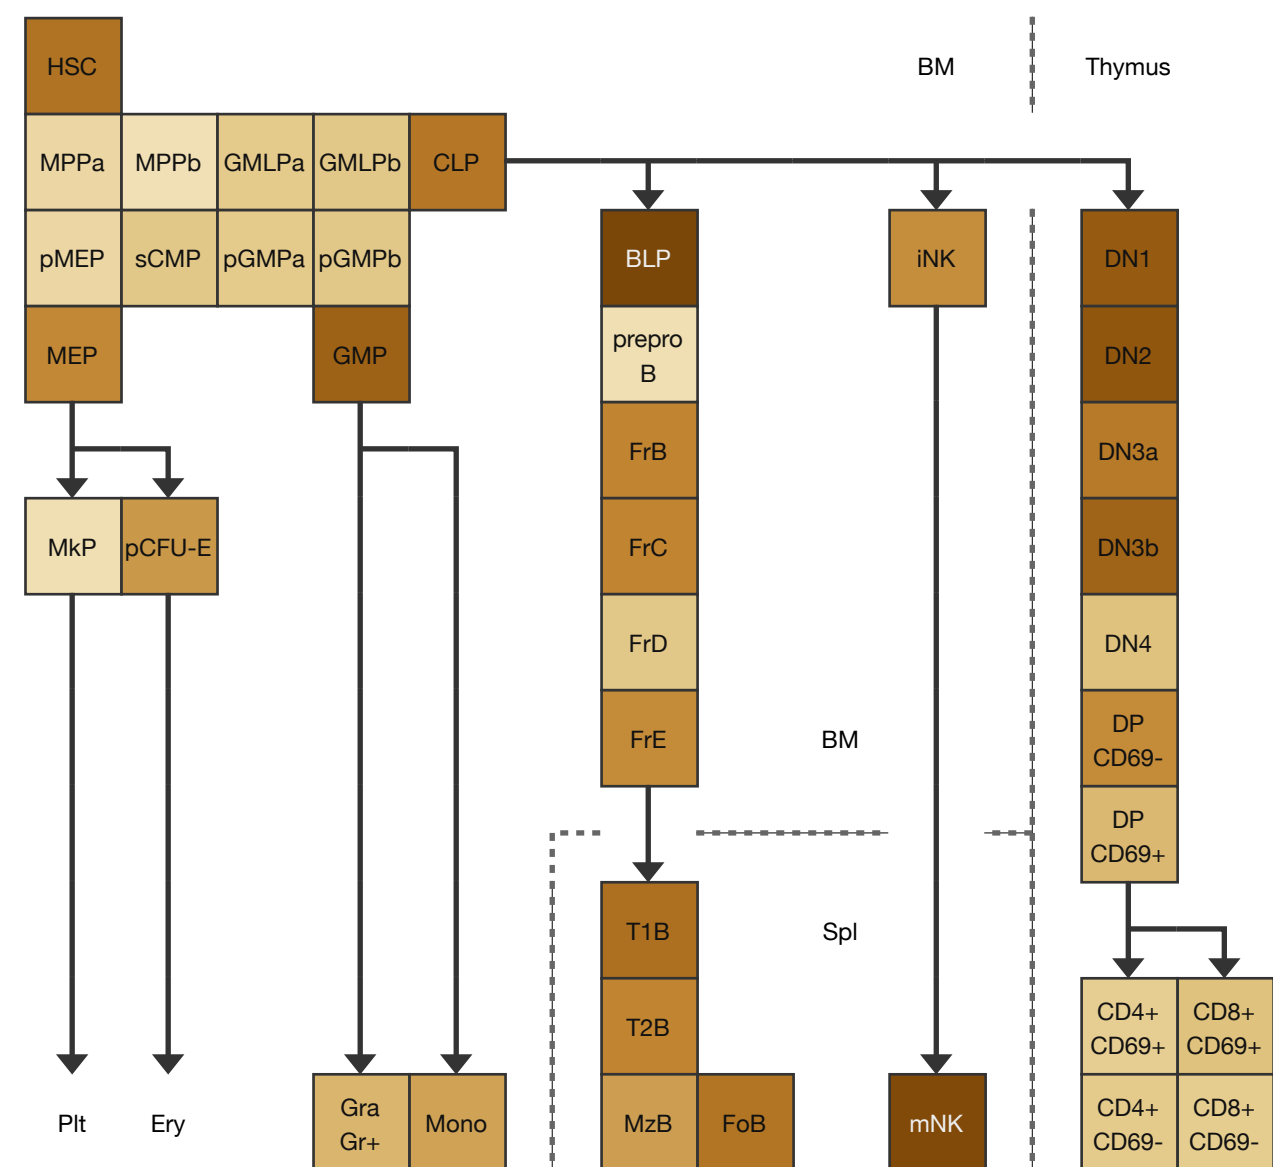 HSC
BM
Thymus
MPPa
MPPb
GMLPa
GMLPb
CLP
pMEP
sCMP
pGMPa
pGMPb
BLP
iNK
DN1
MEP
GMP
prepro
B
DN2
FrB
DN3a
MkP
pCFU-E
FrC
DN3b
FrD
DN4
FrE
BM
DP
CD69-
DP
CD69+
T1B
Spl
T2B
CD4+
CD69+
CD8+
CD69+
Plt
Ery
Gra
Gr+
Mono
MzB
FoB
mNK
CD4+
CD69-
CD8+
CD69-